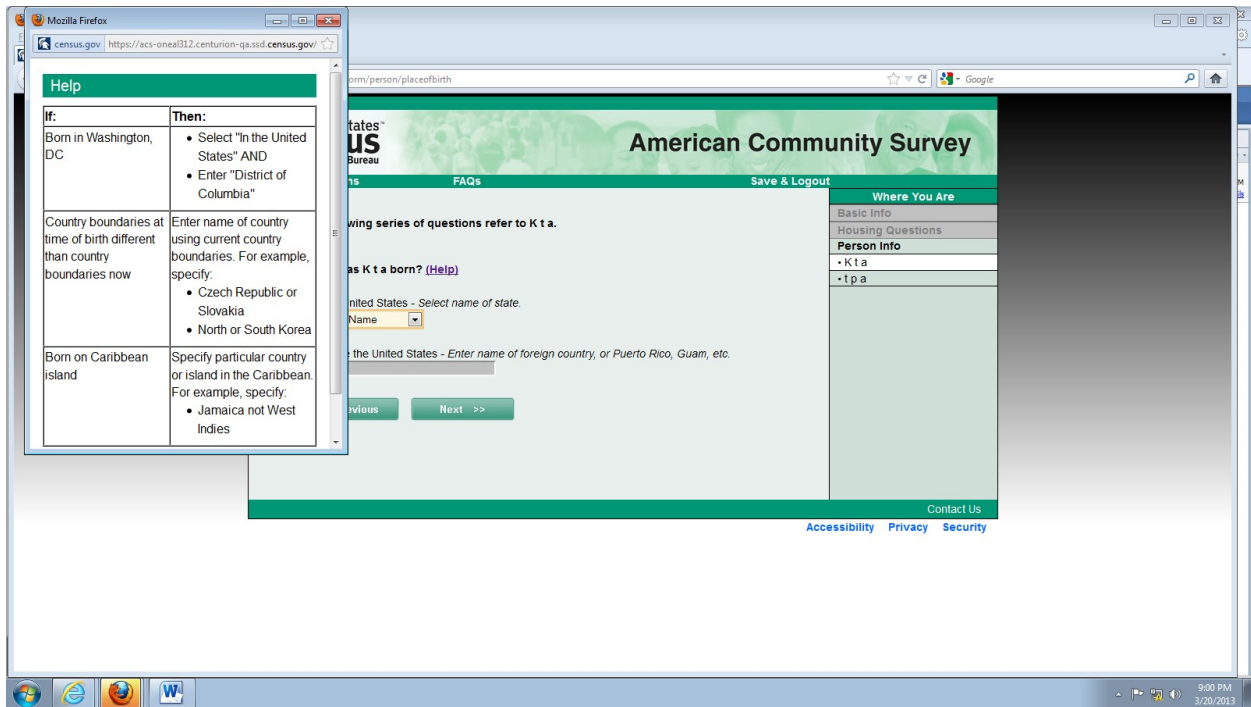 Mozilla Firefox
census.gov https://acs-oneal312.centurion-qa.ssd.census.gov/
Help
If: Then:
Born in Washington, DC
• Select "In the United
States" AND
• Enter "District of
Columbia"
Country boundaries at
time of birth different
than country
boundaries now
Enter name of country
using current country
boundaries. For example,
specify:
• Czech Republic or
Slovakia
• North or South Korea
Born on Caribbean
island
Specify particular country
or island in the Caribbean.
For example, specify:
• Jamaica not West
Indies
orm/person/placeofbirth
Google
tates
us
Bureau
American Community Survey
ns FAQs Save & Logout
wing series of questions refer to K t a.
as K t a born? (Help)
nited States - Select name of state.
Name
the United States - Enter name of foreign country, or Puerto Rico, Guam, etc.
evious Next >>
Where You Are
Basic Info
Housing Questions
Person Info
• K t a
• t p a
Contact Us
Accessibility Privacy Security
9:00 PM
3/20/2013